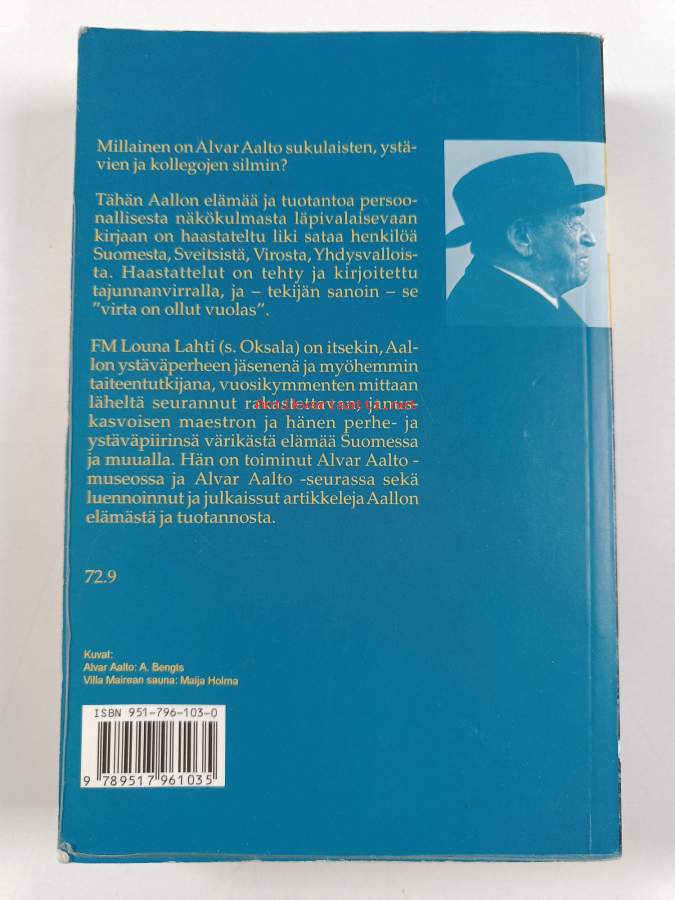 Millainen on Alvar Aalto sukulaisten, ystä-
vien ja kollegojen silmin?
Tähän Aallon elämää ja tuotantoa persoo-
nallisesta näkökulmasta läpivalaisevaan
kirjaan on haastateltu liki sataa henkilöä
Suomesta, Sveitsistä, Virosta, Yhdysvallois-
ta. Haastattelut on tehty ja kirjoitettu
tajunnanvirralla, ja – tekijän sanoin – se
"virta on ollut vuolas".
FM Louna Lahti (s. Oksala) on itsekin, Aal-
lon ystäväperheen jäsenenä ja myöhemmin
taiteentutkijana, vuosikymmenten mittaan
läheltä seurannut rakastettavan janus-
kasvoisen maestron ja hänen perhe- ja
ystäväpiirinsä värikästä elämää Suomessa
ja muualla. Hän on toiminut Alvar Aalto -
museossa ja Alvar Aalto -seurassa sekä
luennoinnut ja julkaissut artikkeleja Aallon
elämästä ja tuotannosta.
72.9
Kuvat:
Alvar Aalto: A. Bengts
Villa Mairean sauna: Maija Holma
ISBN 951-796-103-0
9 789517 961035